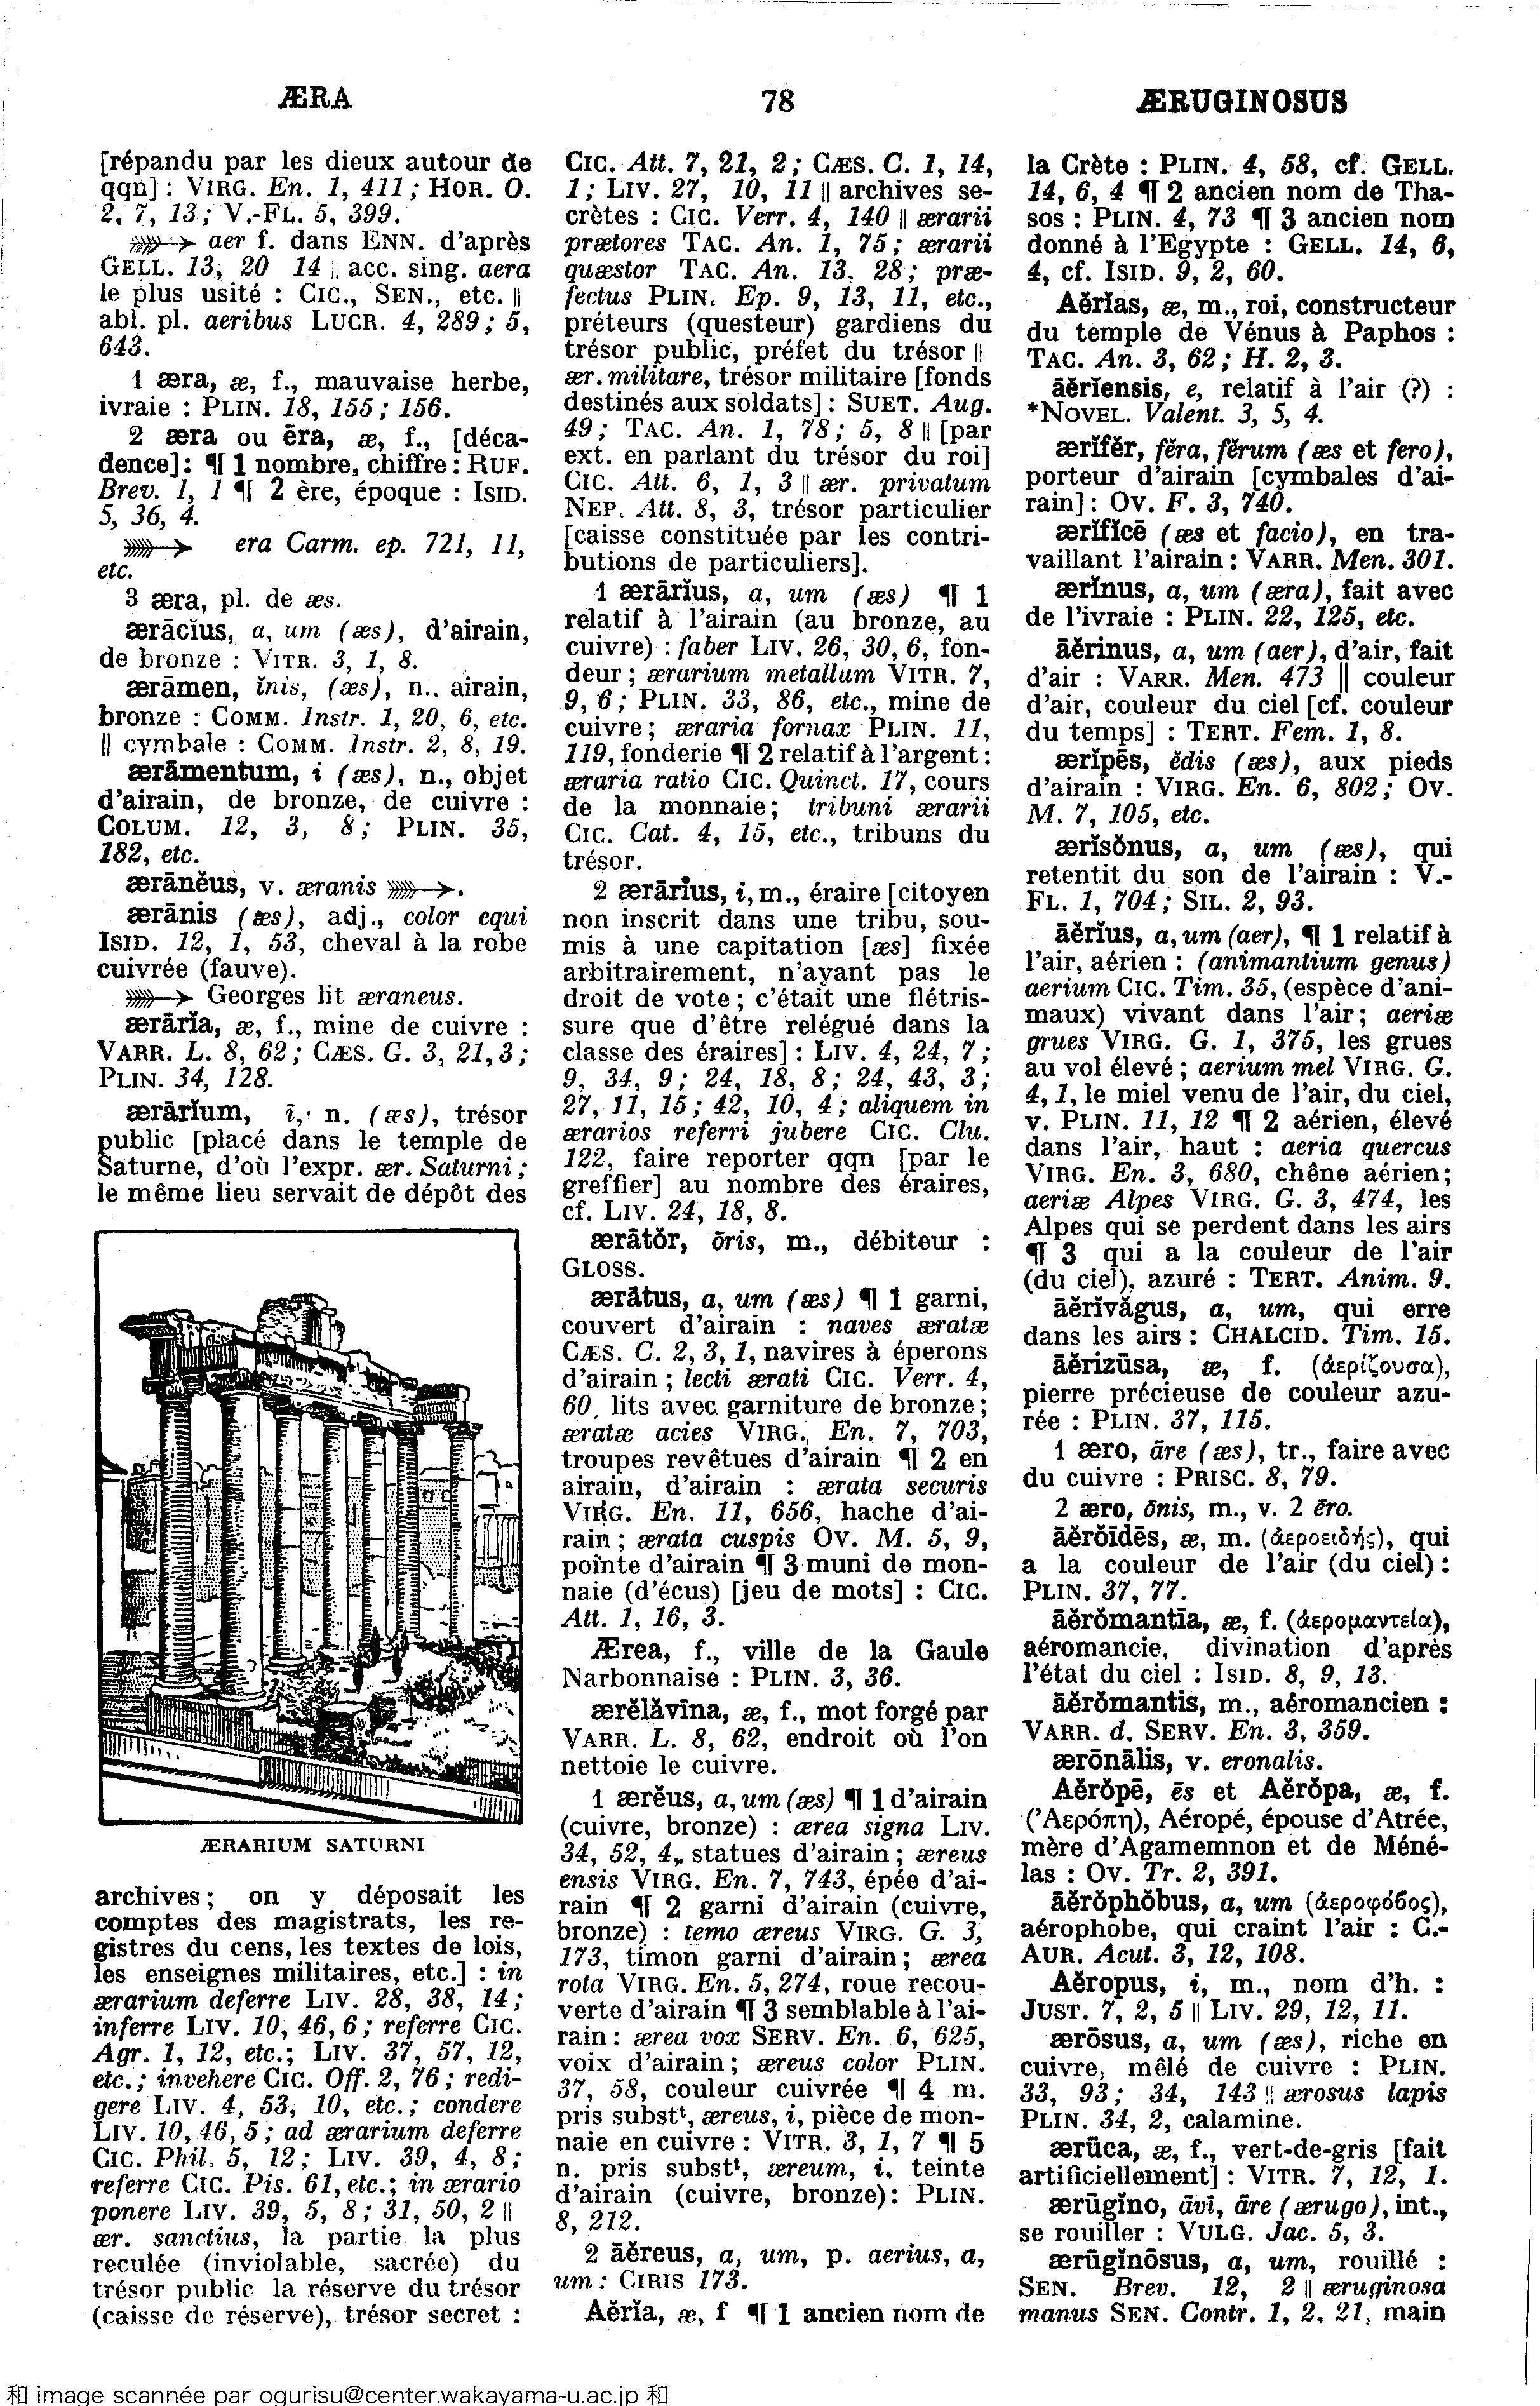 ÆRA
78
ÆRUGINOSUS
[répandu par les dieux autour de
qqn] : VIRG. En. 1, 411 ; HOR. O.
2, 7, 13 ; V.-FL. 5, 399.
aer f. dans ENN. d'après
GELL. 13, 20 14 || acc. sing. aera
le plus usité : CIC., SEN., etc. ||
abl. pl. aeribus LUCR. 4, 289 ; 5,
643.
1 æra, æ, f., mauvaise herbe,
ivraie : PLIN. 18, 155 ; 156.
2 æra ou ēra, æ, f., [déca-
dence] : ¶ 1 nombre, chiffre : RUF.
Brev. 1, 1 ¶ 2 ère, époque : ISID.
5, 36, 4.
era Carm. ep. 721, 11,
etc.
3 æra, pl. de æs.
ærācĭus, a, um (æs), d'airain,
de bronze : VITR. 3, 1, 8.
ærāmen, ĭnis, (æs), n.. airain,
bronze : COMM. Instr. 1, 20, 6, etc.
|| cymbale : COMM. Instr. 2, 8, 19.
ærāmentum, i (æs), n., objet
d'airain, de bronze, de cuivre :
COLUM. 12, 3, 8 ; PLIN. 35,
182, etc.
ærānĕus, v. æranis ⟶.
ærānis (æs), adj., color equi
ISID. 12, 1, 53, cheval à la robe
cuivrée (fauve).
Georges lit æraneus.
ærārĭa, æ, f., mine de cuivre :
VARR. L. 8, 62 ; CÆS. G. 3, 21, 3 ;
PLIN. 34, 128.
ærārĭum, ī, n. (æs), trésor
public [placé dans le temple de
Saturne, d'où l'expr. ær. Saturni ;
le même lieu servait de dépôt des
ÆRARIUM SATURNI
archives ; on y déposait les
comptes des magistrats, les re-
gistres du cens, les textes de lois,
les enseignes militaires, etc.] : in
ærarium deferre LIV. 28, 38, 14 ;
inferre LIV. 10, 46, 6 ; referre CIC.
Agr. 1, 12, etc.; LIV. 37, 57, 12,
etc. ; invehere CIC. Off. 2, 76 ; redi-
gere LIV. 4, 53, 10, etc. ; condere
LIV. 10, 46, 5 ; ad ærarium deferre
CIC. Phil. 5, 12 ; LIV. 39, 4, 8 ;
referre CIC. Pis. 61, etc.; in ærario
ponere LIV. 39, 5, 8 ; 31, 50, 2 ||
ær. sanctius, la partie la plus
reculée (inviolable, sacrée) du
trésor public la réserve du trésor
(caisse de réserve), trésor secret :
CIC. Att. 7, 21, 2 ; CÆS. C. 1, 14,
1 ; LIV. 27, 10, 11 || archives se-
crètes : CIC. Verr. 4, 140 || ærarii
prætores TAC. An. 1, 75 ; ærarii
quæstor TAC. An. 13, 28 ; præ-
fectus PLIN. Ep. 9, 13, 11, etc.,
préteurs (questeur) gardiens du
trésor public, préfet du trésor ||
ær. militare, trésor militaire [fonds
destinés aux soldats] : SUET. Aug.
49 ; TAC. An. 1, 78 ; 5, 8 || [par
ext. en parlant du trésor du roi]
CIC. Att. 6, 1, 3 || ær. privatum
NEP. Att. 8, 3, trésor particulier
[caisse constituée par les contri-
butions de particuliers].
1 ærārĭus, a, um (æs) ¶ 1
relatif à l'airain (au bronze, au
cuivre) : faber LIV. 26, 30, 6, fon-
deur ; ærarium metallum VITR. 7,
9, 6 ; PLIN. 33, 86, etc., mine de
cuivre ; æraria fornax PLIN. 11,
119, fonderie ¶ 2 relatif à l'argent :
æraria ratio CIC. Quinct. 17, cours
de la monnaie ; tribuni ærarii
CIC. Cat. 4, 15, etc., tribuns du
trésor.
2 ærārĭus, i, m., éraire [citoyen
non inscrit dans une tribu, sou-
mis à une capitation [æs] fixée
arbitrairement, n'ayant pas le
droit de vote ; c'était une flétris-
sure que d'être relégué dans la
classe des éraires] : LIV. 4, 24, 7 ;
9, 34, 9 ; 24, 18, 8 ; 24, 43, 3 ;
27, 11, 15 ; 42, 10, 4 ; aliquem in
ærarios referri jubere CIC. Clu.
122, faire reporter qqn [par le
greffier] au nombre des éraires,
cf. LIV. 24, 18, 8.
ærātŏr, ōris, m., débiteur :
GLOSS.
ærātus, a, um (æs) ¶ 1 garni,
couvert d'airain : naves æratæ
CÆS. C. 2, 3, 1, navires à éperons
d'airain ; lecti ærati CIC. Verr. 4,
60, lits avec garniture de bronze ;
æratæ acies VIRG. En. 7, 703,
troupes revêtues d'airain ¶ 2 en
airain, d'airain : ærata securis
VIRG. En. 11, 656, hache d'ai-
rain ; ærata cuspis OV. M. 5, 9,
pointe d'airain ¶ 3 muni de mon-
naie (d'écus) [jeu de mots] : CIC.
Att. 1, 16, 3.
Ærea, f., ville de la Gaule
Narbonnaise : PLIN. 3, 36.
ærĕlăvīna, æ, f., mot forgé par
VARR. L. 8, 62, endroit où l'on
nettoie le cuivre.
1 ærĕus, a, um (æs) ¶ 1 d'airain
(cuivre, bronze) : ærea signa LIV.
34, 52, 4, statues d'airain ; æreus
ensis VIRG. En. 7, 743, épée d'ai-
rain ¶ 2 garni d'airain (cuivre,
bronze) : temo æreus VIRG. G. 3,
173, timon garni d'airain ; ærea
rota VIRG. En. 5, 274, roue recou-
verte d'airain ¶ 3 semblable à l'ai-
rain : ærea vox SERV. En. 6, 625,
voix d'airain ; æreus color PLIN.
37, 58, couleur cuivrée ¶ 4 m.
pris substᵗ, æreus, i, pièce de mon-
naie en cuivre : VITR. 3, 1, 7 ¶ 5
n. pris substᵗ, æreum, i, teinte
d'airain (cuivre, bronze) : PLIN.
8, 212.
2 āĕreus, a, um, p. aerius, a,
um : CIRIS 173.
Aĕrĭa, æ, f ¶ 1 ancien nom de
la Crète : PLIN. 4, 58, cf. GELL.
14, 6, 4 ¶ 2 ancien nom de Tha-
sos : PLIN. 4, 73 ¶ 3 ancien nom
donné à l'Egypte : GELL. 14, 6,
4, cf. ISID. 9, 2, 60.
Aĕrĭas, æ, m., roi, constructeur
du temple de Vénus à Paphos :
TAC. An. 3, 62 ; H. 2, 3.
āĕrĭensis, e, relatif à l'air (?) :
*NOVEL. Valent. 3, 5, 4.
ærĭfĕr, fĕra, fĕrum (æs et fero),
porteur d'airain [cymbales d'ai-
rain] : OV. F. 3, 740.
ærĭfĭcē (æs et facio), en tra-
vaillant l'airain : VARR. Men. 301.
ærĭnus, a, um (æra), fait avec
de l'ivraie : PLIN. 22, 125, etc.
āĕrinus, a, um (aer), d'air, fait
d'air : VARR. Men. 473 || couleur
d'air, couleur du ciel [cf. couleur
du temps] : TERT. Fem. 1, 8.
ærĭpēs, ĕdis (æs), aux pieds
d'airain : VIRG. En. 6, 802 ; OV.
M. 7, 105, etc.
ærĭsŏnus, a, um (æs), qui
retentit du son de l'airain : V.-
FL. 1, 704 ; SIL. 2, 93.
āĕrĭus, a, um (aer), ¶ 1 relatif à
l'air, aérien : (animantium genus)
aerium CIC. Tim. 35, (espèce d'ani-
maux) vivant dans l'air ; aeriæ
grues VIRG. G. 1, 375, les grues
au vol élevé ; aerium mel VIRG. G.
4, 1, le miel venu de l'air, du ciel,
v. PLIN. 11, 12 ¶ 2 aérien, élevé
dans l'air, haut : aeria quercus
VIRG. En. 3, 680, chêne aérien ;
aeriæ Alpes VIRG. G. 3, 474, les
Alpes qui se perdent dans les airs
¶ 3 qui a la couleur de l'air
(du ciel), azuré : TERT. Anim. 9.
āĕrĭvăgus, a, um, qui erre
dans les airs : CHALCID. Tim. 15.
āĕrizūsa, æ, f. (ἀερίζουσα),
pierre précieuse de couleur azu-
rée : PLIN. 37, 115.
1 æro, āre (æs), tr., faire avec
du cuivre : PRISC. 8, 79.
2 æro, ōnis, m., v. 2 ēro.
āĕrŏīdēs, æ, m. (ἀεροειδής), qui
a la couleur de l'air (du ciel) :
PLIN. 37, 77.
āĕrŏmantīa, æ, f. (ἀερομαντεία),
aéromancie, divination d'après
l'état du ciel : ISID. 8, 9, 13.
āĕrŏmantis, m., aéromancien :
VARR. d. SERV. En. 3, 359.
ærōnālis, v. eronalis.
Aĕrŏpē, ēs et Aĕrŏpa, æ, f.
(Ἀερόπη), Aéropé, épouse d'Atrée,
mère d'Agamemnon et de Méné-
las : OV. Tr. 2, 391.
āĕrŏphŏbus, a, um (ἀεροφόβος),
aérophobe, qui craint l'air : C.-
AUR. Acut. 3, 12, 108.
Aĕropus, i, m., nom d'h. :
JUST. 7, 2, 5 || LIV. 29, 12, 11.
ærōsus, a, um (æs), riche en
cuivre, mêlé de cuivre : PLIN.
33, 93 ; 34, 143 || ærosus lapis
PLIN. 34, 2, calamine.
ærūca, æ, f., vert-de-gris [fait
artificiellement] : VITR. 7, 12, 1.
ærūgĭno, āvī, āre (ærugo), int.,
se rouiller : VULG. Jac. 5, 3.
ærūgĭnōsus, a, um, rouillé :
SEN. Brev. 12, 2 || æruginosa
manus SEN. Contr. 1, 2, 21, main
和 image scannée par ogurisu@center.wakayama-u.ac.jp 和